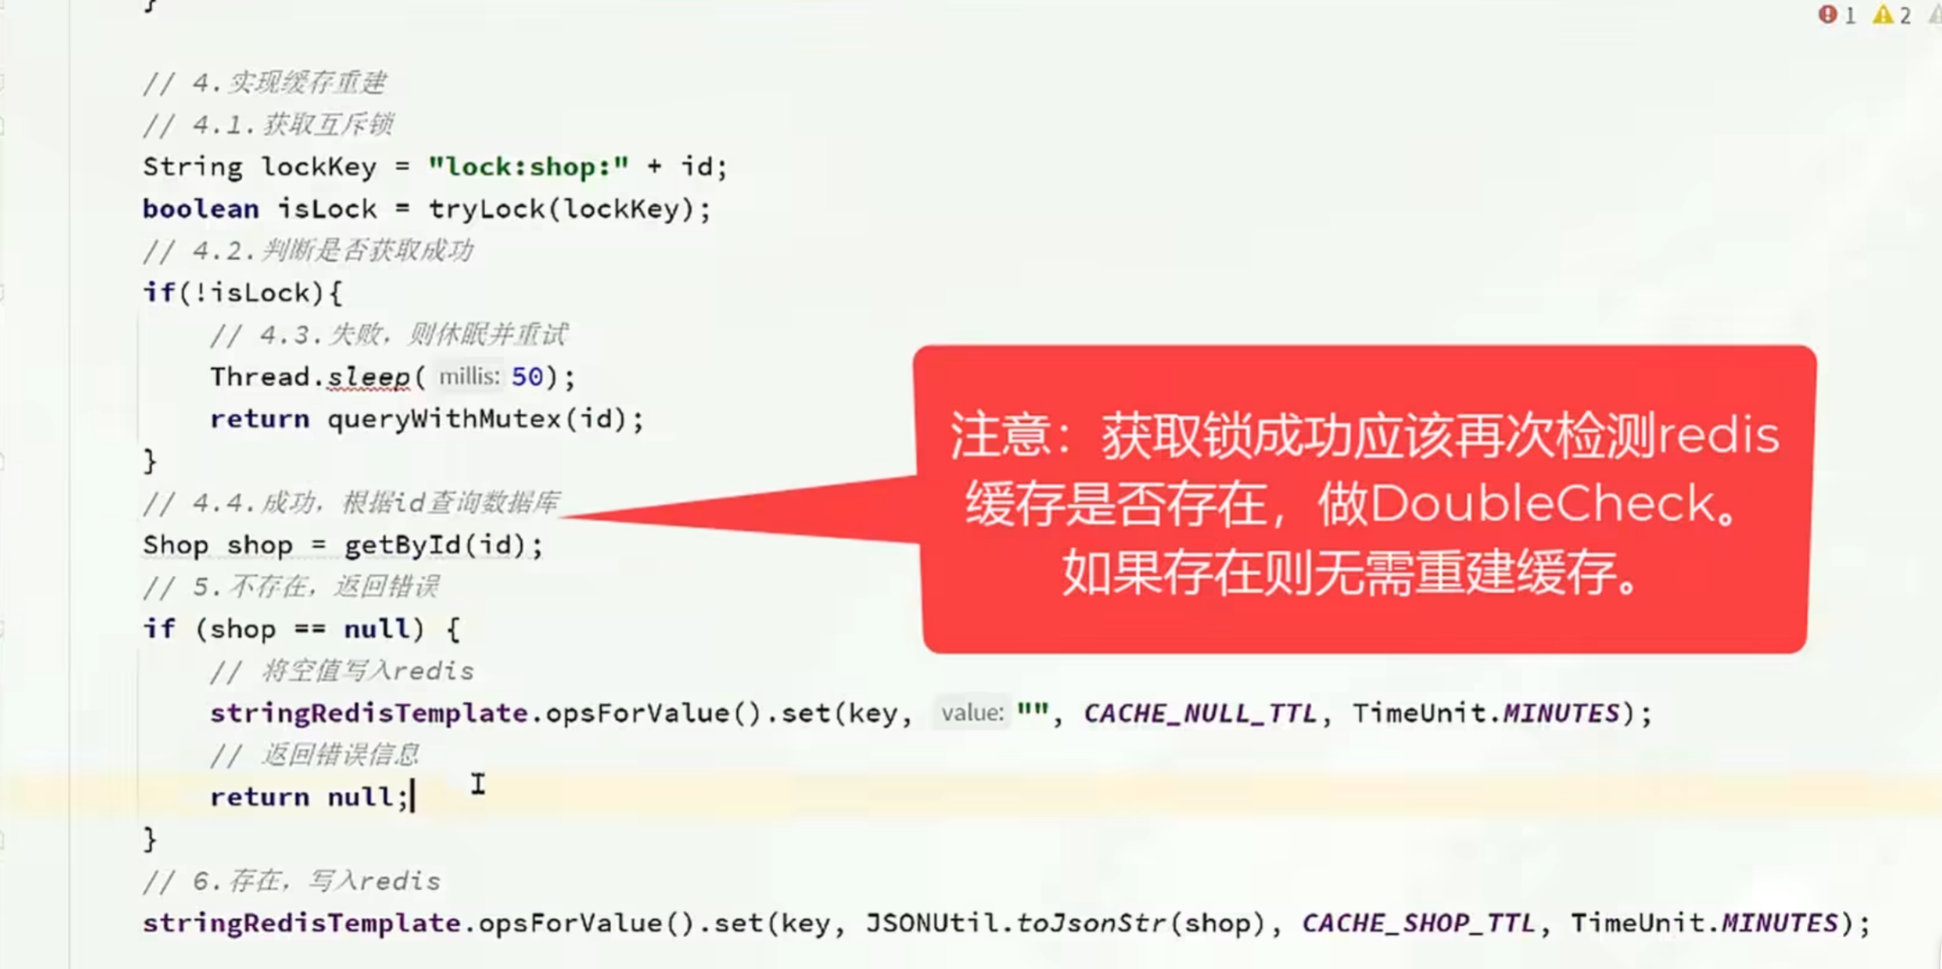 }
1 2
// 4.实现缓存重建
// 4.1.获取互斥锁
String lockKey = "lock:shop:" + id;
boolean isLock = tryLock(lockKey);
// 4.2.判断是否获取成功
if(!isLock){
// 4.3.失败，则休眠并重试
Thread.sleep( millis: 50);
return queryWithMutex(id);
}
// 4.4.成功，根据id查询数据库
Shop shop = getById(id);
// 5.不存在，返回错误
if (shop == null) {
// 将空值写入redis
stringRedisTemplate.opsForValue().set(key, value: "", CACHE_NULL_TTL, TimeUnit.MINUTES);
// 返回错误信息
return null;
}
// 6.存在，写入redis
stringRedisTemplate.opsForValue().set(key, JSONUtil.toJsonStr(shop), CACHE_SHOP_TTL, TimeUnit.MINUTES);
注意：获取锁成功应该再次检测redis
缓存是否存在，做DoubleCheck。
如果存在则无需重建缓存。